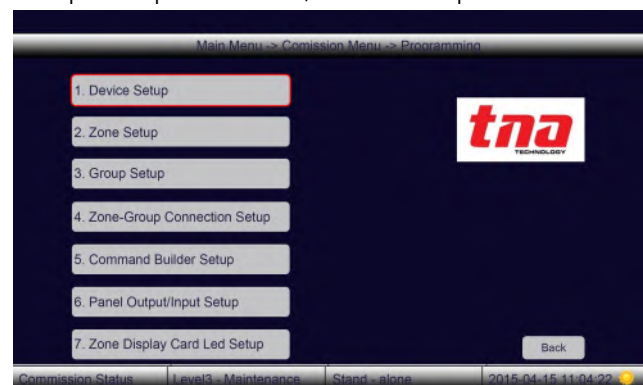 Main Menu -> Comission Menu -> Programming
1. Device Setup
2. Zone Setup
3. Group Setup
4. Zone-Group Connection Setup
5. Command Builder Setup
6. Panel Output/Input Setup
7. Zone Display Card Led Setup
tna
TECHNOLOGY
Back
Commission Status
Level3 - Maintenance
Stand - alone
2015-04-15 11:04:22